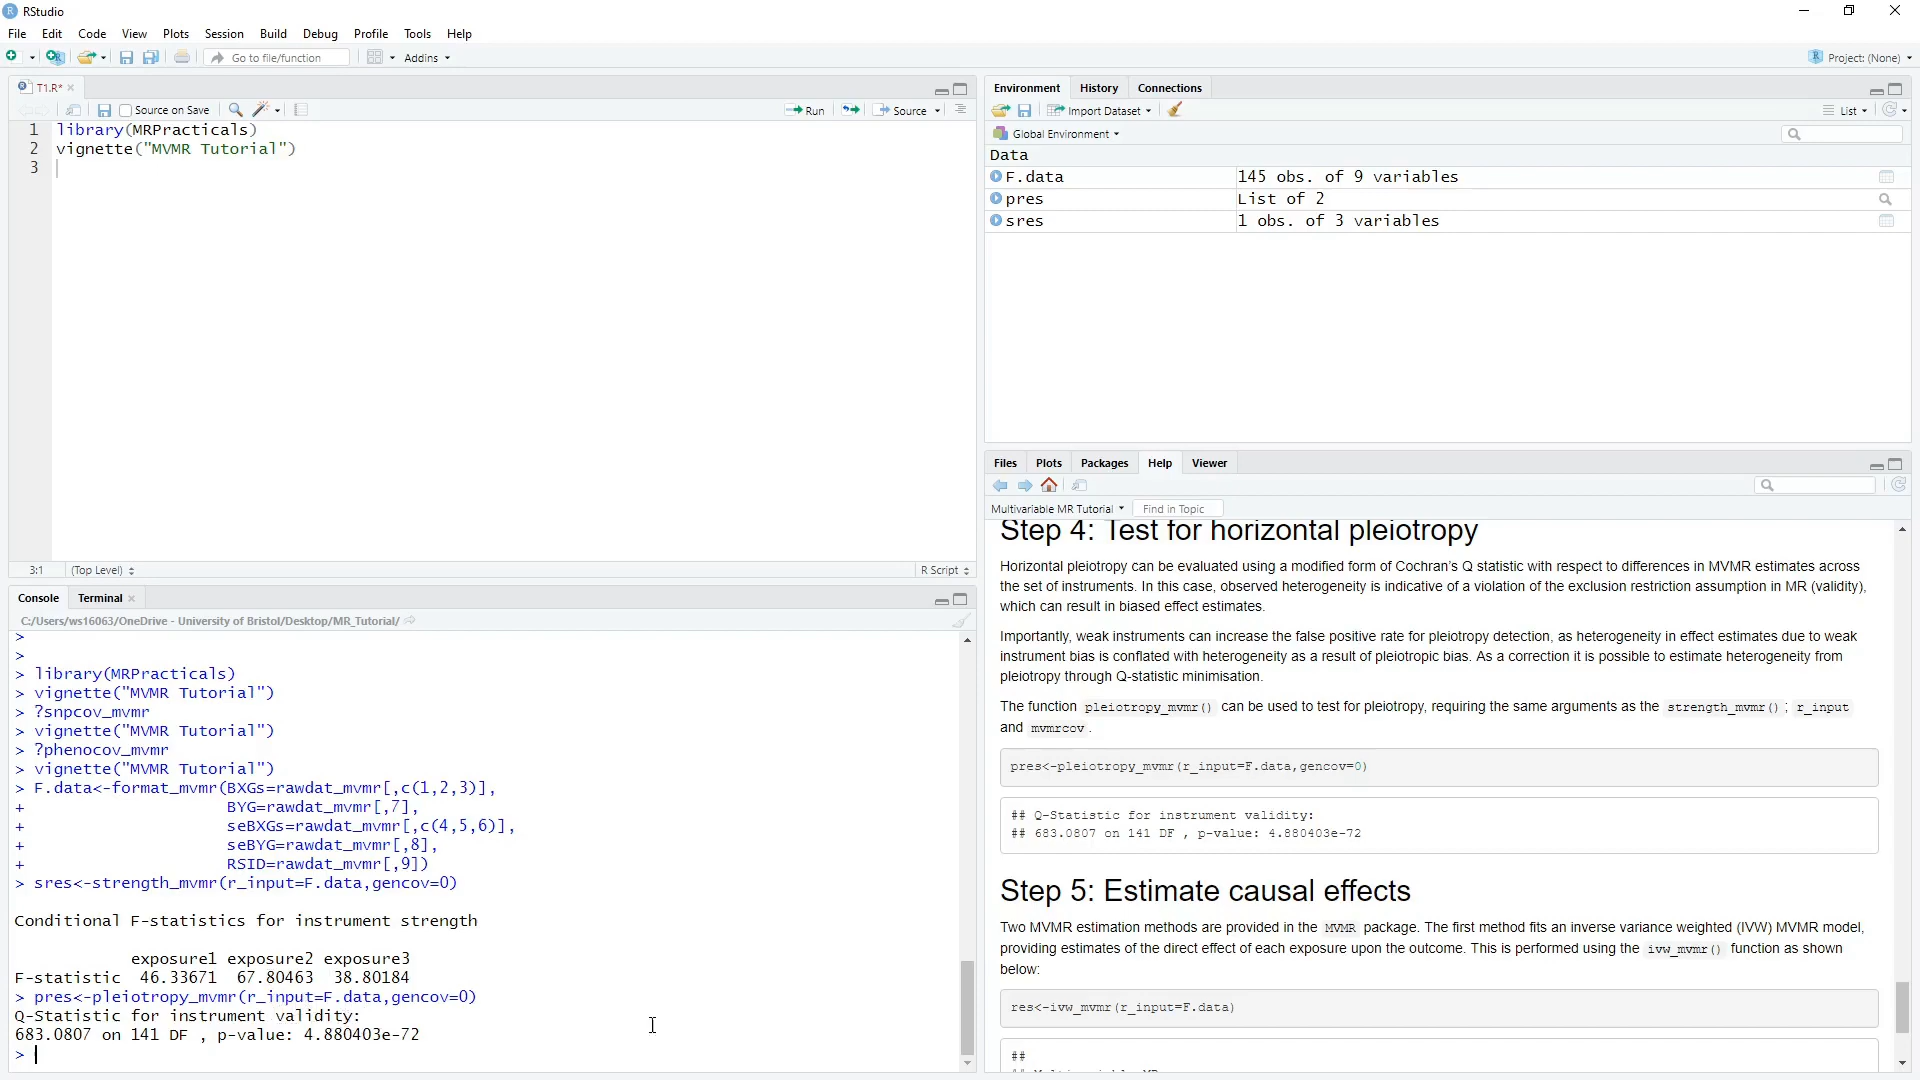 RStudio
File Edit Code View Plots Session Build Debug Profile Tools Help
Go to file/function Addins Project: (None)
T1.R*
Source on Save Run Source
1 library(MRPracticals)
2 vignette("MVMR Tutorial")
3
3:1 (Top Level) R Script
Console Terminal
C:/Users/ws16063/OneDrive - University of Bristol/Desktop/MR_Tutorial/
>
>
> library(MRPracticals)
> vignette("MVMR Tutorial")
> ?snpcov_mvmr
> vignette("MVMR Tutorial")
> ?phenocov_mvmr
> vignette("MVMR Tutorial")
> F.data<-format_mvmr(BXGs=rawdat_mvmr[,c(1,2,3)],
+ BYG=rawdat_mvmr[,7],
+ seBXGs=rawdat_mvmr[,c(4,5,6)],
+ seBYG=rawdat_mvmr[,8],
+ RSID=rawdat_mvmr[,9])
> sres<-strength_mvmr(r_input=F.data,gencov=0)
Conditional F-statistics for instrument strength
exposure1 exposure2 exposure3
F-statistic 46.33671 67.80463 38.80184
> pres<-pleiotropy_mvmr(r_input=F.data,gencov=0)
Q-Statistic for instrument validity:
683.0807 on 141 DF , p-value: 4.880403e-72
>
Environment History Connections
Import Dataset List
Global Environment
Data
F.data 145 obs. of 9 variables
pres List of 2
sres 1 obs. of 3 variables
Files Plots Packages Help Viewer
Multivariable MR Tutorial Find in Topic
Step 4: Test for horizontal pleiotropy
Horizontal pleiotropy can be evaluated using a modified form of Cochran's Q statistic with respect to differences in MVMR estimates across
the set of instruments. In this case, observed heterogeneity is indicative of a violation of the exclusion restriction assumption in MR (validity),
which can result in biased effect estimates.
Importantly, weak instruments can increase the false positive rate for pleiotropy detection, as heterogeneity in effect estimates due to weak
instrument bias is conflated with heterogeneity as a result of pleiotropic bias. As a correction it is possible to estimate heterogeneity from
pleiotropy through Q-statistic minimisation.
The function pleiotropy_mvmr() can be used to test for pleiotropy, requiring the same arguments as the strength_mvmr(); r_input
and mvmrcov.
pres<-pleiotropy_mvmr(r_input=F.data,gencov=0)
## Q-Statistic for instrument validity:
## 683.0807 on 141 DF , p-value: 4.880403e-72
Step 5: Estimate causal effects
Two MVMR estimation methods are provided in the MVMR package. The first method fits an inverse variance weighted (IVW) MVMR model,
providing estimates of the direct effect of each exposure upon the outcome. This is performed using the ivw_mvmr() function as shown
below:
res<-ivw_mvmr(r_input=F.data)
##